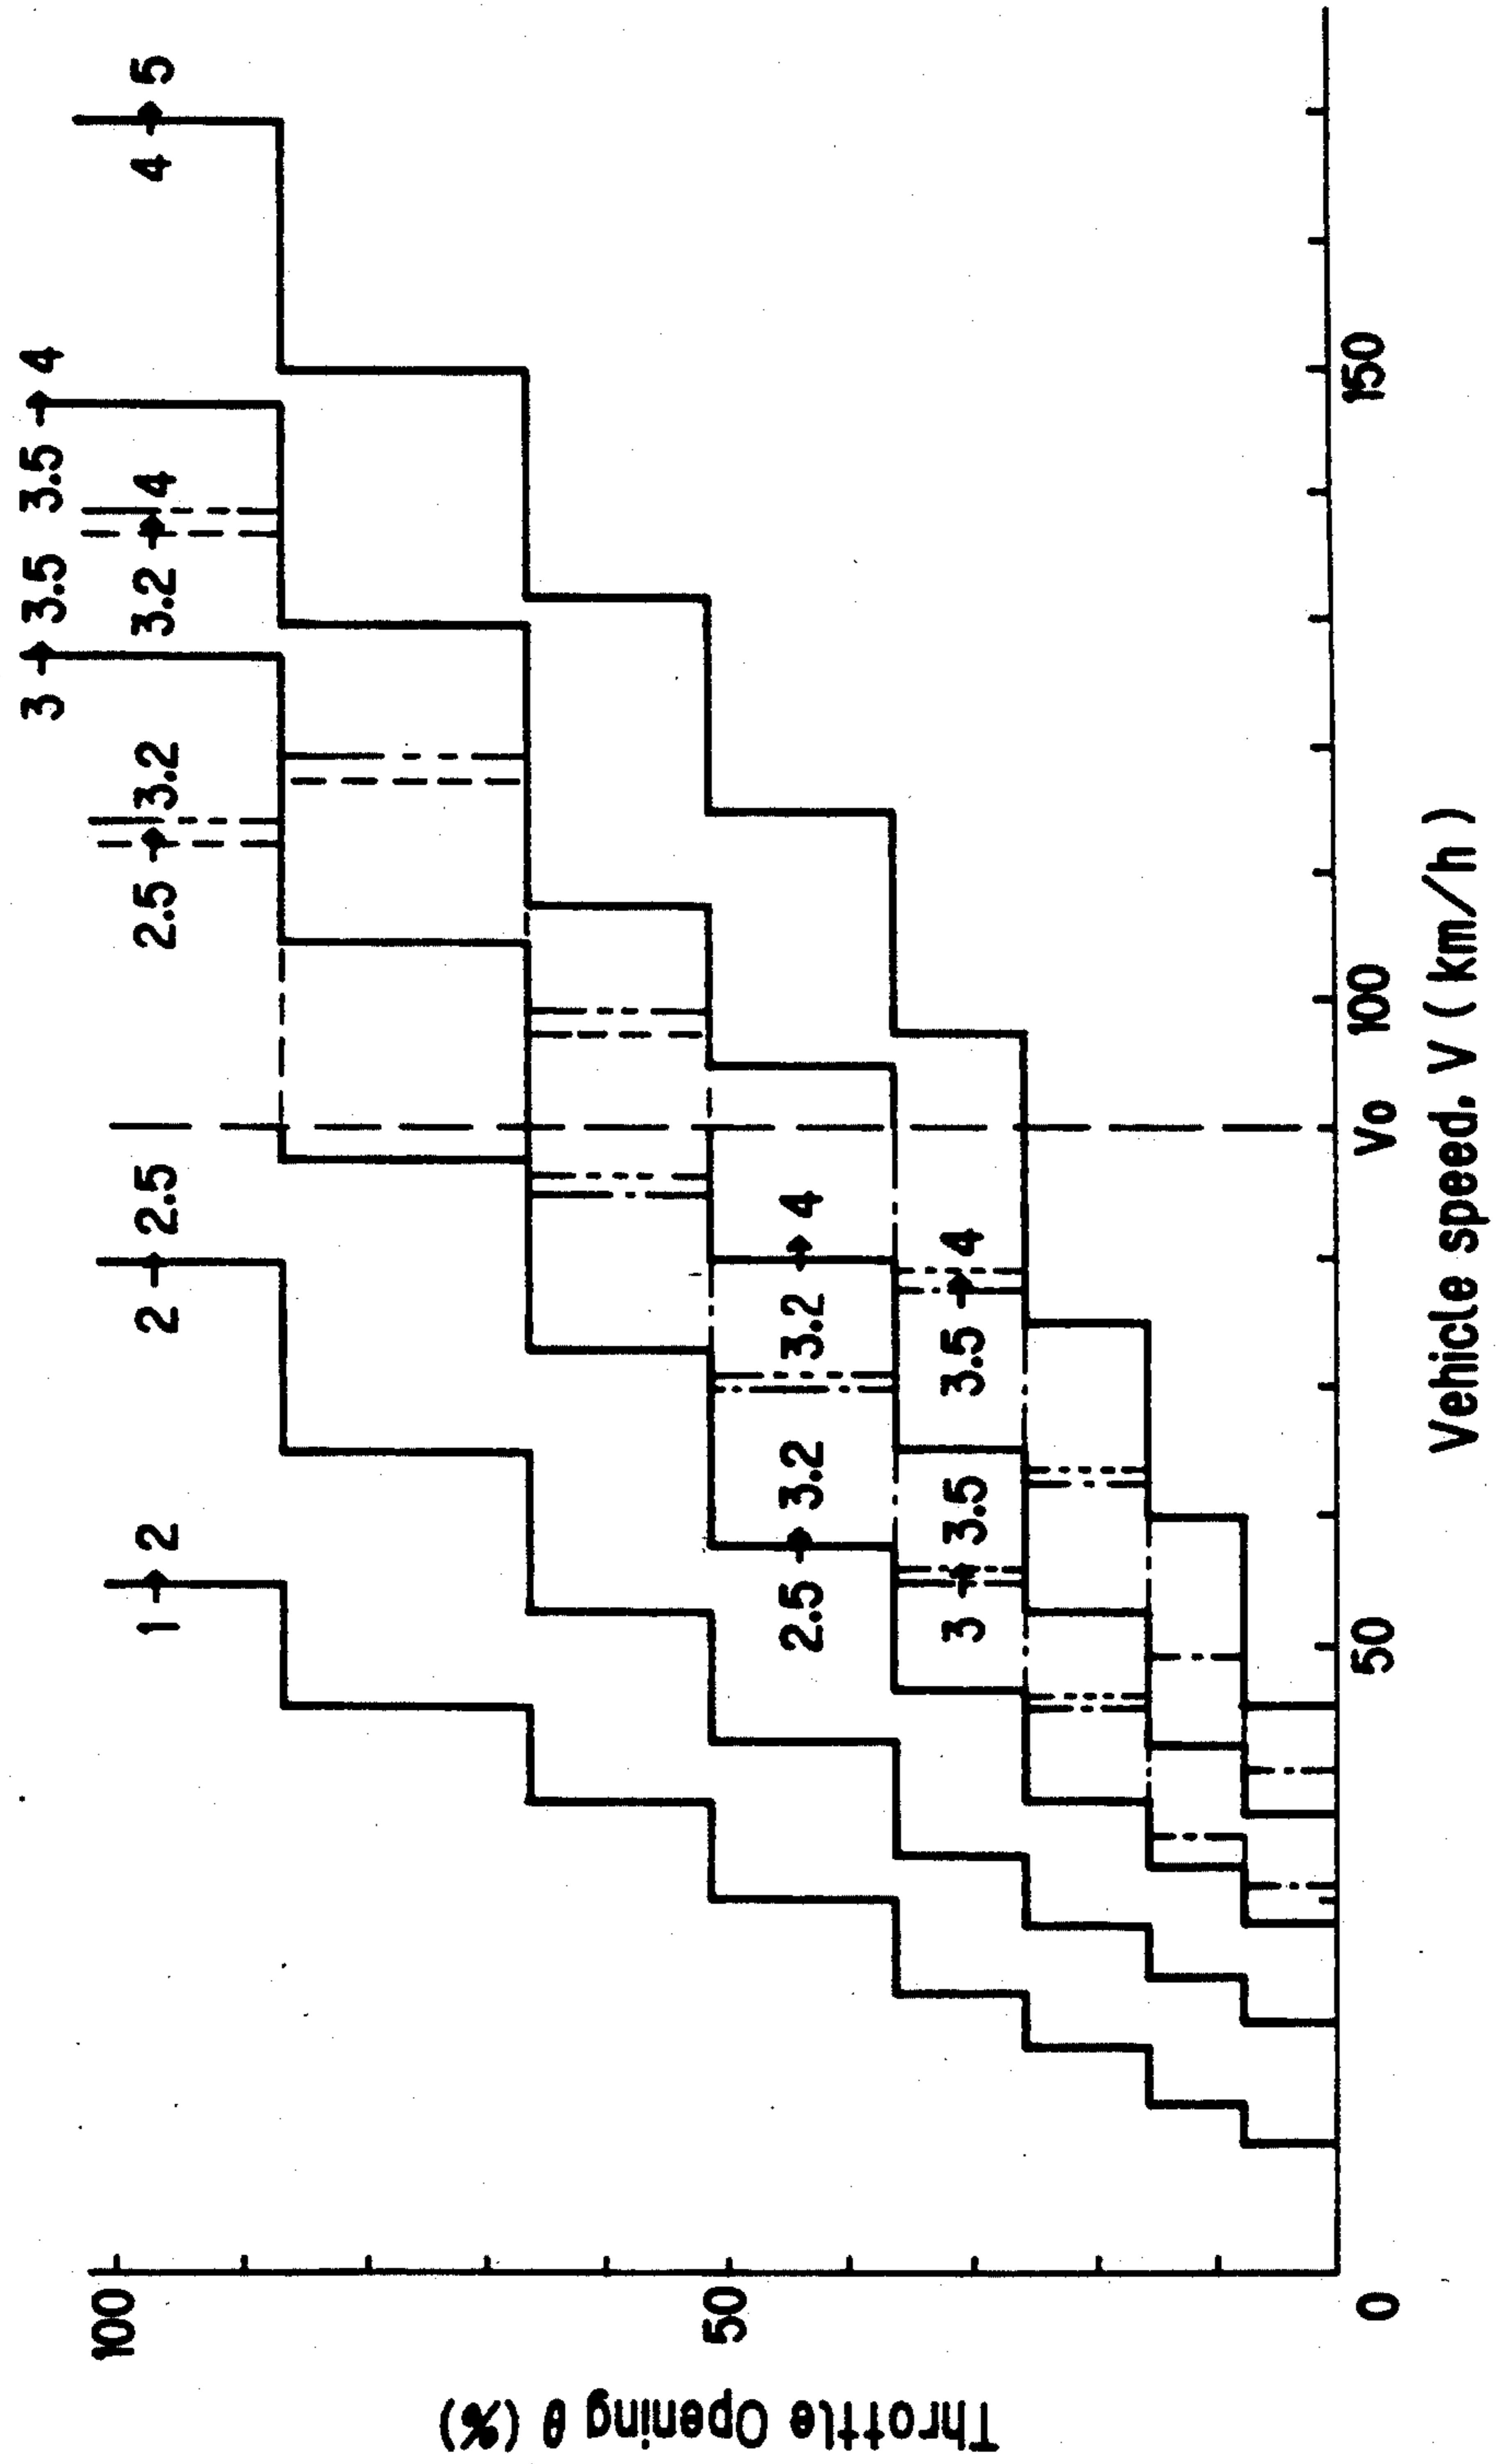 3 → 3.5
3.5 → 4
1 → 2
2 → 2.5
2.5 → 3.2
3.2 → 4
4 → 5
2.5 → 3.2
3.2 → 4
3 → 3.5
3.5 → 4
100
50
0
50
Vo
100
150
Throttle Opening θ (%)
Vehicle speed, V (km/h)